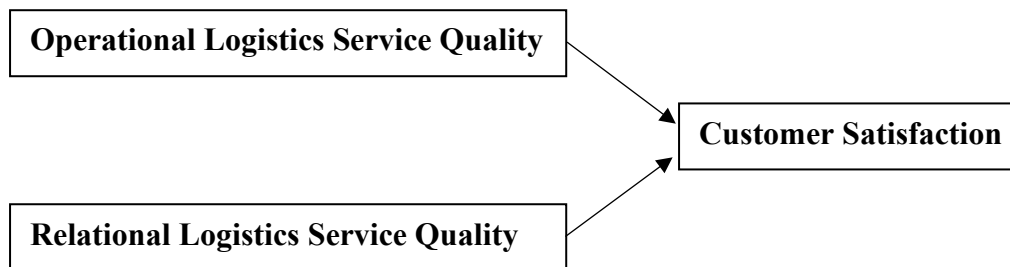 Operational Logistics Service Quality
Customer Satisfaction
Relational Logistics Service Quality